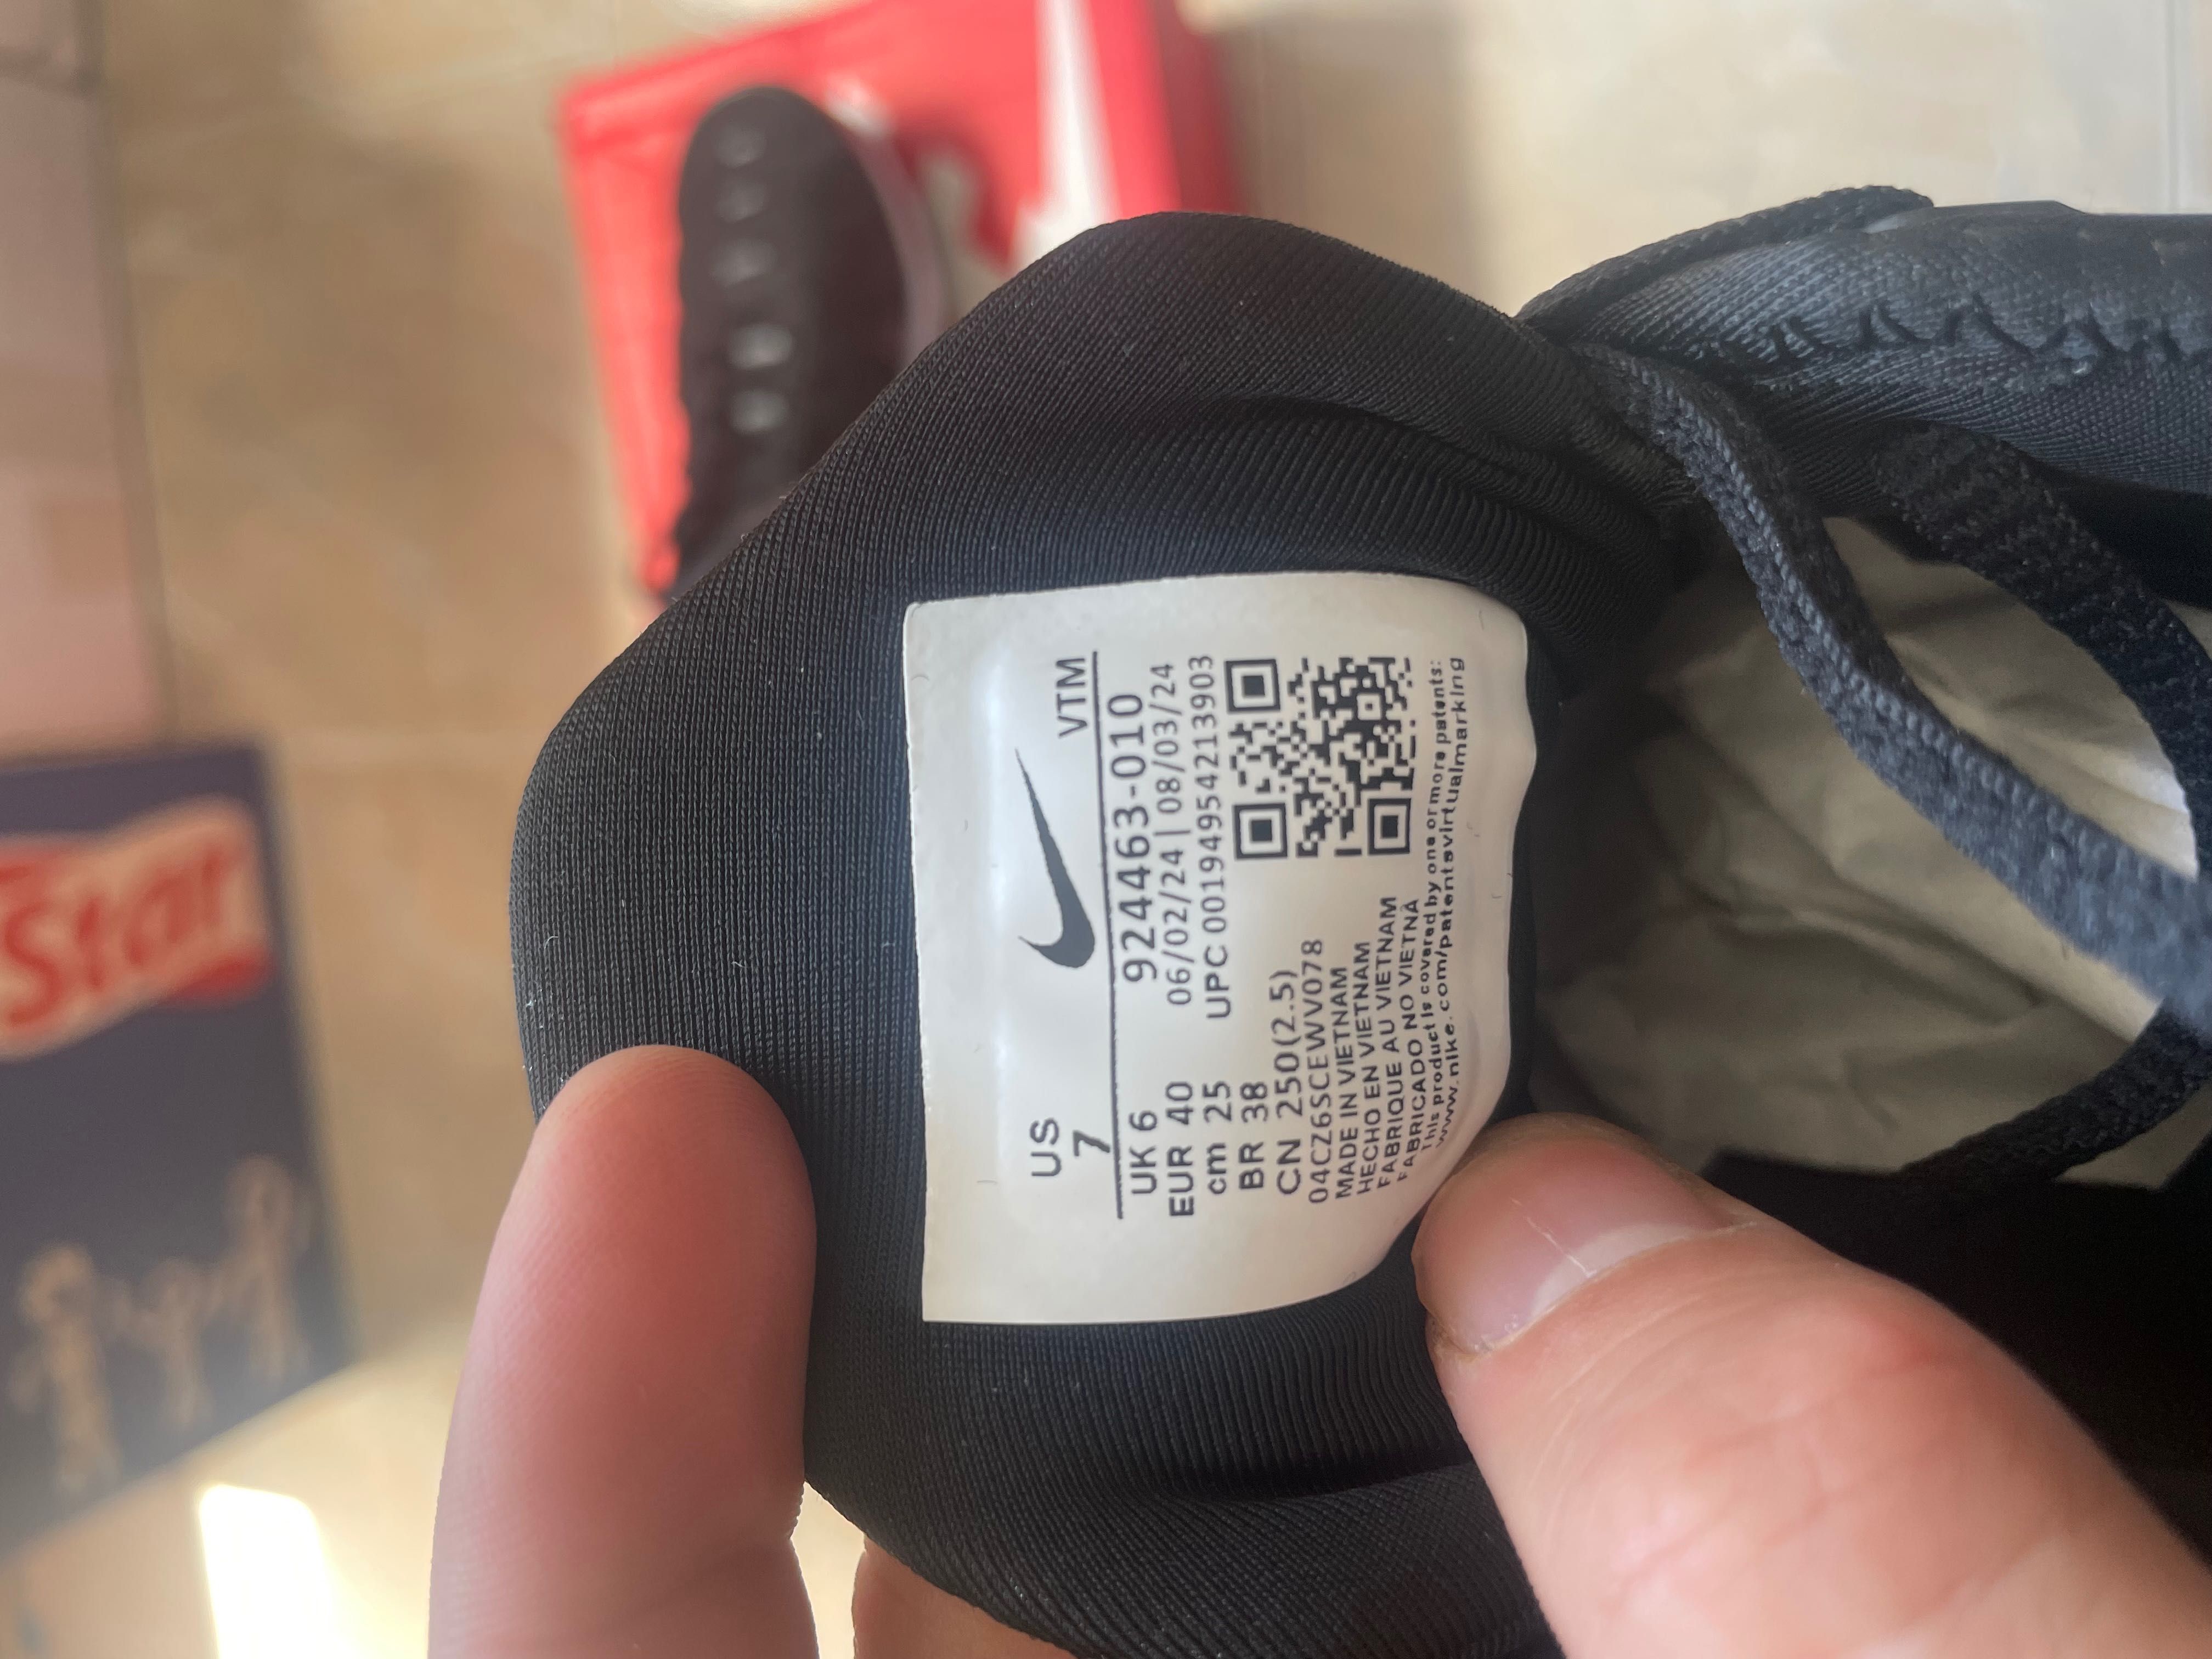 US
7
VTM
UK 6
EUR 40
cm 25
BR 38
CN 250(2.5)
924463-010
06/02/24|08/03/24
UPC 00194954213903
04CZ6SCEWVV078
MADE IN VIETNAM
HECHO EN VIETNAM
FABRIQUE AU VIETNAM
FABRICADO NO VIETNÃ
This product is covered by one or more patents:
www.nike.com/patentsvirtualmarking
Star